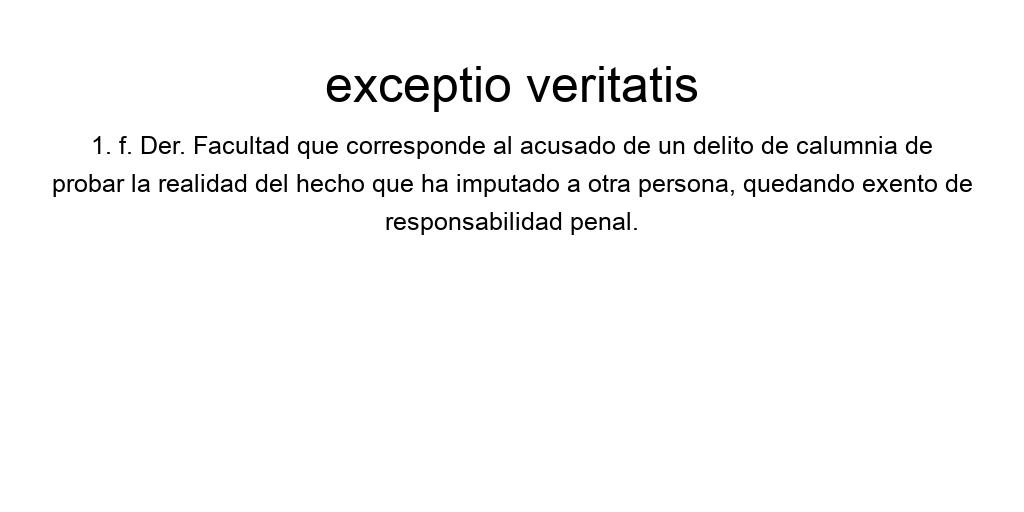 exceptio veritatis
1. f. Der. Facultad que corresponde al acusado de un delito de calumnia de
probar la realidad del hecho que ha imputado a otra persona, quedando exento de
responsabilidad penal.